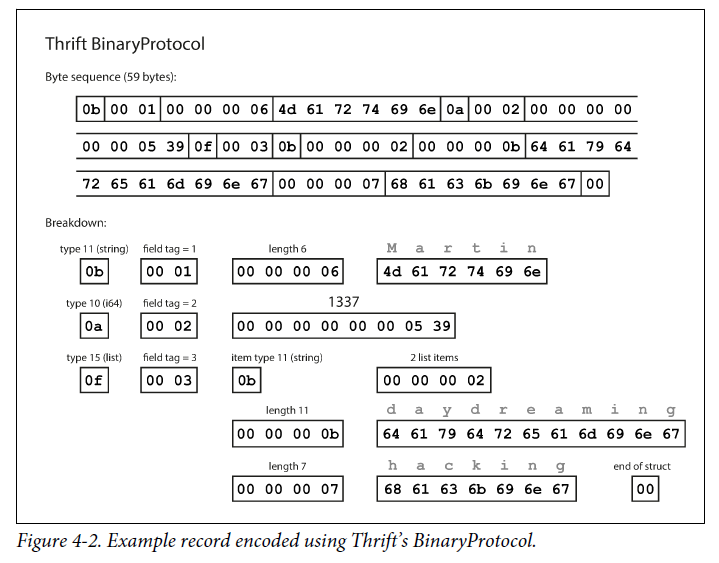 Thrift BinaryProtocol
Byte sequence (59 bytes):
0b 00 01 00 00 00 06 4d 61 72 74 69 6e 0a 00 02 00 00 00 00
00 00 05 39 0f 00 03 0b 00 00 00 02 00 00 00 0b 64 61 79 64
72 65 61 6d 69 6e 67 00 00 00 07 68 61 63 6b 69 6e 67 00
Breakdown:
type 11 (string) field tag = 1 length 6 M a r t i n
0b 00 01 00 00 00 06 4d 61 72 74 69 6e
type 10 (i64) field tag = 2 1337
0a 00 02 00 00 00 00 00 00 05 39
type 15 (list) field tag = 3 item type 11 (string) 2 list items
0f 00 03 0b 00 00 00 02
length 11 d a y d r e a m i n g
00 00 00 0b 64 61 79 64 72 65 61 6d 69 6e 67
length 7 h a c k i n g end of struct
00 00 00 07 68 61 63 6b 69 6e 67 00
Figure 4-2. Example record encoded using Thrift’s BinaryProtocol.